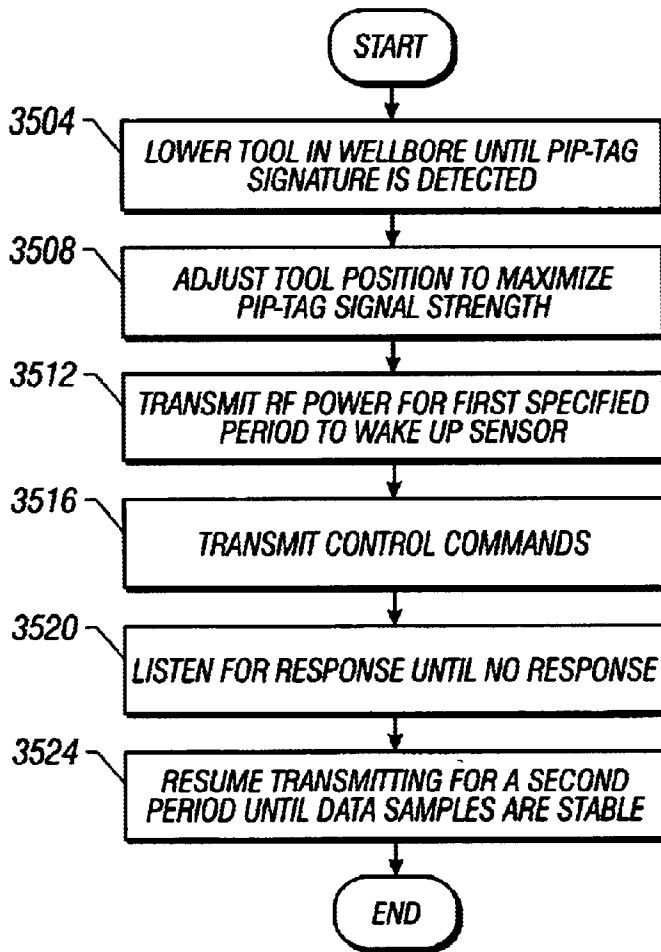 START
3504
LOWER TOOL IN WELLBORE UNTIL PIP-TAG
SIGNATURE IS DETECTED
3508
ADJUST TOOL POSITION TO MAXIMIZE
PIP-TAG SIGNAL STRENGTH
3512
TRANSMIT RF POWER FOR FIRST SPECIFIED
PERIOD TO WAKE UP SENSOR
3516
TRANSMIT CONTROL COMMANDS
3520
LISTEN FOR RESPONSE UNTIL NO RESPONSE
3524
RESUME TRANSMITTING FOR A SECOND
PERIOD UNTIL DATA SAMPLES ARE STABLE
END